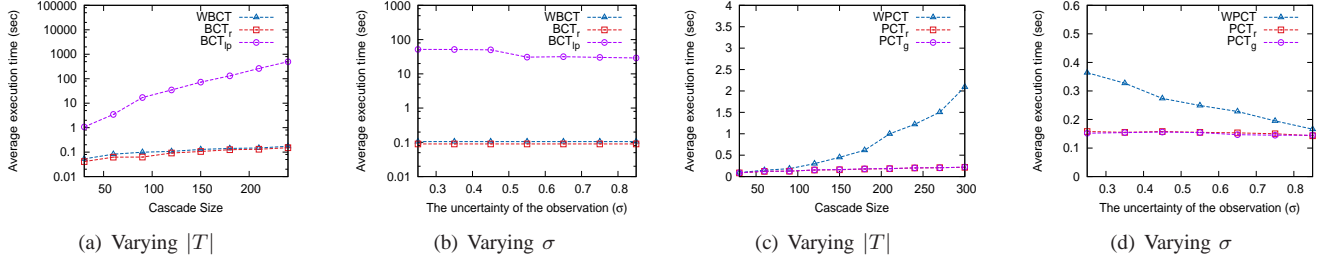 Average execution time (sec)
100000
10000
1000
100
10
1
0.1
0.01
WBCT
BCT_r
BCT_lp
50
100
150
200
Cascade Size
(a) Varying |T|
Average execution time (sec)
1000
100
10
1
0.1
0.01
WBCT
BCT_r
BCT_lp
0.3
0.4
0.5
0.6
0.7
0.8
The uncertainty of the observation (σ)
(b) Varying σ
Average execution time (sec)
4
3.5
3
2.5
2
1.5
1
0.5
0
WPCT
PCT_r
PCT_g
50
100
150
200
250
300
Cascade Size
(c) Varying |T|
Average execution time (sec)
0.6
0.5
0.4
0.3
0.2
0.1
0
WPCT
PCT_r
PCT_g
0.3
0.4
0.5
0.6
0.7
0.8
The uncertainty of the observation (σ)
(d) Varying σ